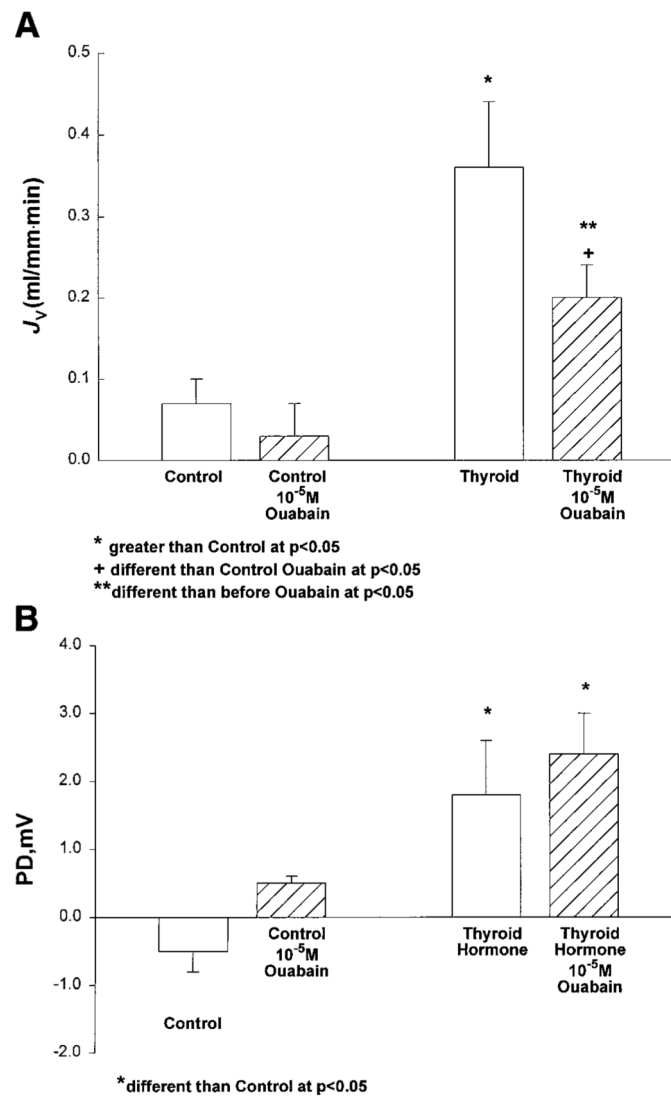 A
0.5
0.4
0.3
0.2
0.1
0.0
Jv(ml/mm·min)
*
**
+
Control
Control
10⁻⁵M
Ouabain
Thyroid
Thyroid
10⁻⁵M
Ouabain
* greater than Control at p<0.05
+ different than Control Ouabain at p<0.05
**different than before Ouabain at p<0.05
B
4.0
3.0
2.0
1.0
0.0
-1.0
-2.0
PD,mV
*
*
Control
Control
10⁻⁵M
Ouabain
Thyroid
Hormone
Thyroid
Hormone
10⁻⁵M
Ouabain
*different than Control at p<0.05